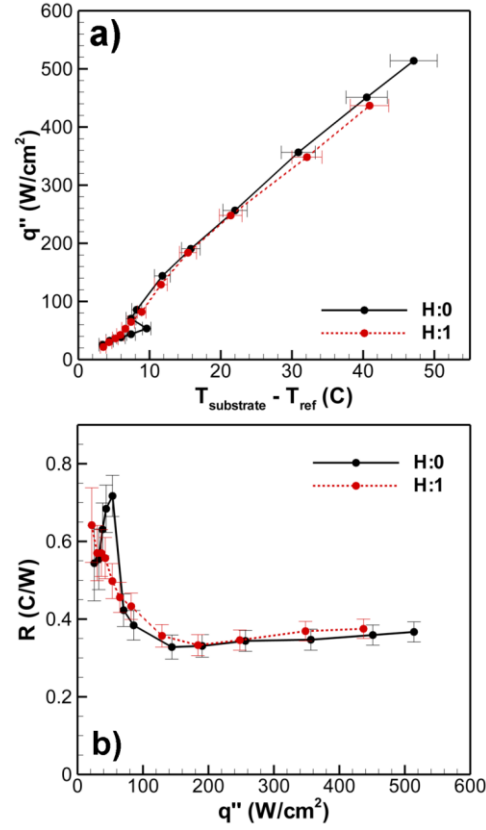 a)
600
500
400
300
200
100
0
q" (W/cm²)
H:0
H:1
0 10 20 30 40 50
T_substrate - T_ref (C)
b)
0.8
0.6
0.4
0.2
0
R (C/W)
H:0
H:1
0 100 200 300 400 500 600
q" (W/cm²)